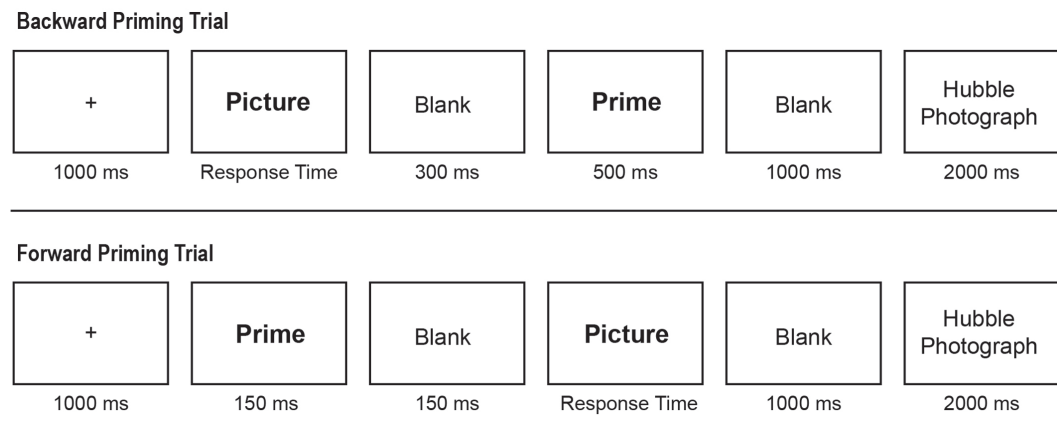 Backward Priming Trial
+
Picture
Blank
Prime
Blank
Hubble
Photograph
1000 ms
Response Time
300 ms
500 ms
1000 ms
2000 ms
Forward Priming Trial
+
Prime
Blank
Picture
Blank
Hubble
Photograph
1000 ms
150 ms
150 ms
Response Time
1000 ms
2000 ms